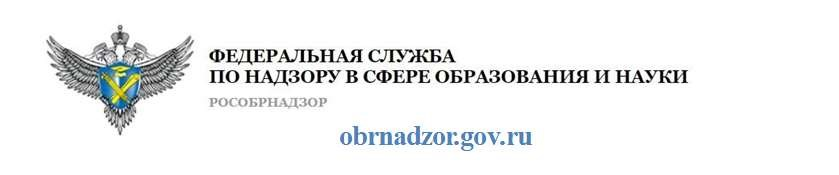 ФЕДЕРАЛЬНАЯ СЛУЖБА
ПО НАДЗОРУ В СФЕРЕ ОБРАЗОВАНИЯ И НАУКИ
РОСОБРНАДЗОР
obrnadzor.gov.ru